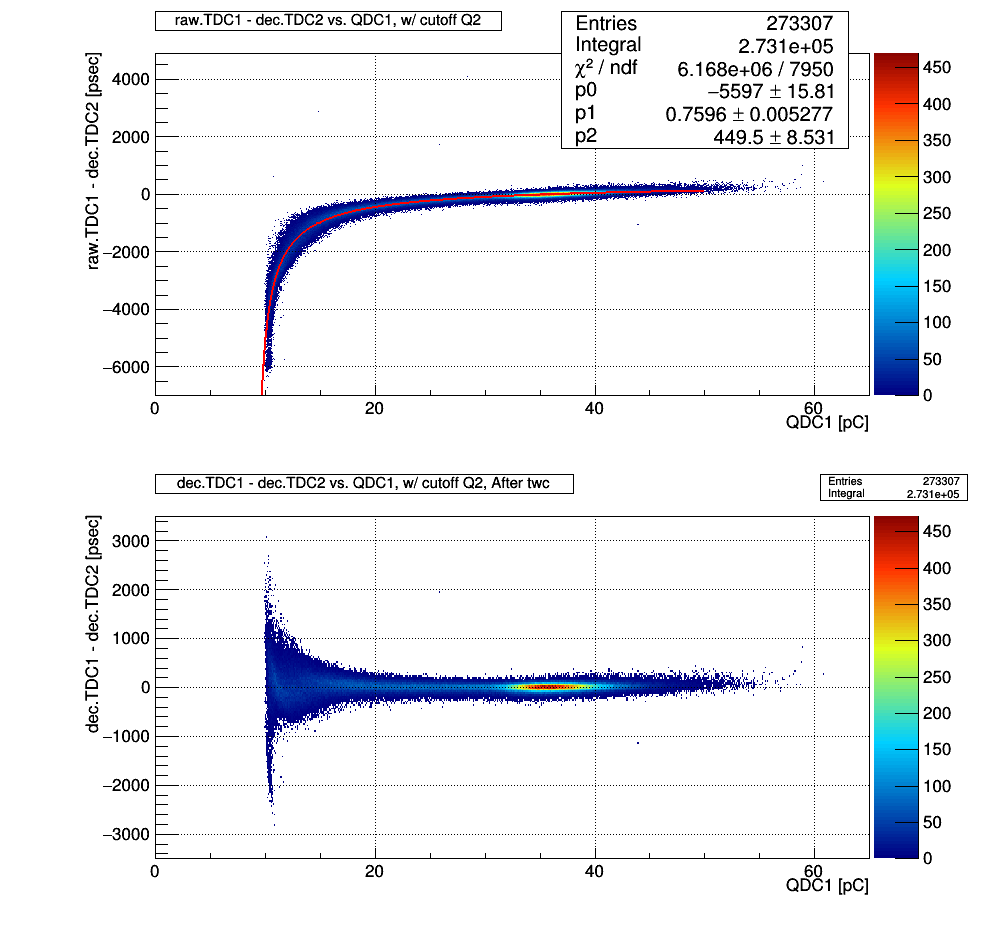 raw.TDC1 - dec.TDC2 vs. QDC1, w/ cutoff Q2
Entries 273307
Integral 2.731e+05
χ² / ndf 6.168e+06 / 7950
p0 −5597 ± 15.81
p1 0.7596 ± 0.005277
p2 449.5 ± 8.531
raw.TDC1 - dec.TDC2 [psec]
4000
2000
0
−2000
−4000
−6000
0 20 40 60
QDC1 [pC]
450
400
350
300
250
200
150
100
50
0
dec.TDC1 - dec.TDC2 vs. QDC1, w/ cutoff Q2, After twc
Entries 273307
Integral 2.731e+05
dec.TDC1 - dec.TDC2 [psec]
3000
2000
1000
0
−1000
−2000
−3000
0 20 40 60
QDC1 [pC]
450
400
350
300
250
200
150
100
50
0